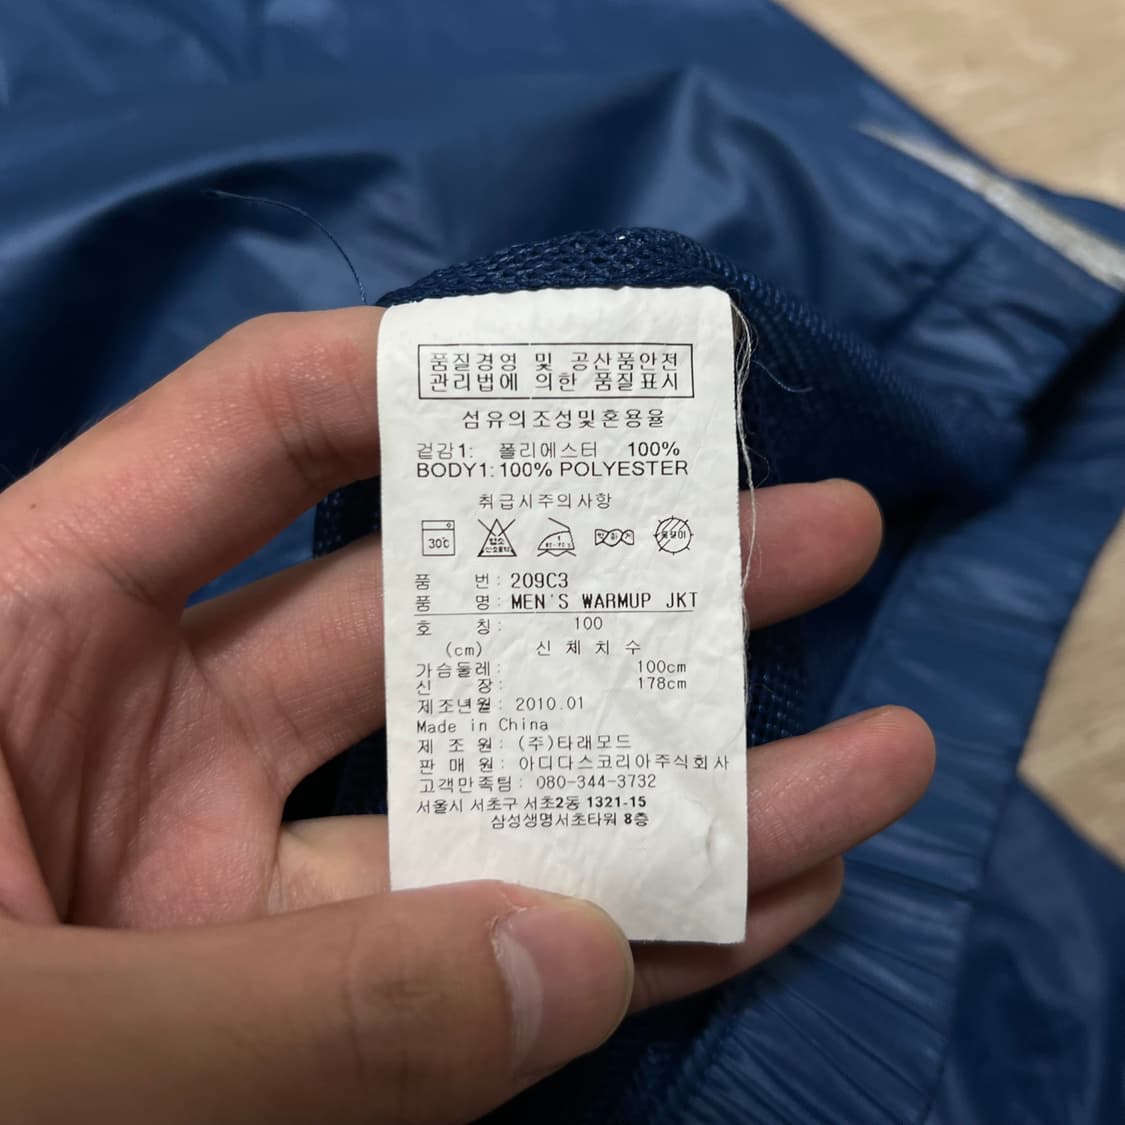 품질경영 및 공산품안전
관리법에 의한 품질표시
섬유의조성및혼용율
겉감1: 폴리에스터 100%
BODY1:100% POLYESTER
취급시주의사항
30℃
품 번: 209C3
품 명: MEN'S WARMUP JKT
호 칭: 100
(cm) 신체치수
가슴둘레: 100cm
신 장: 178cm
제조년월: 2010.01
Made in China
제 조 원: (주)타래모드
판 매 원: 아디다스코리아주식회사
고객만족팀: 080-344-3732
서울시 서초구 서초2동 1321-15
삼성생명서초타워 8층